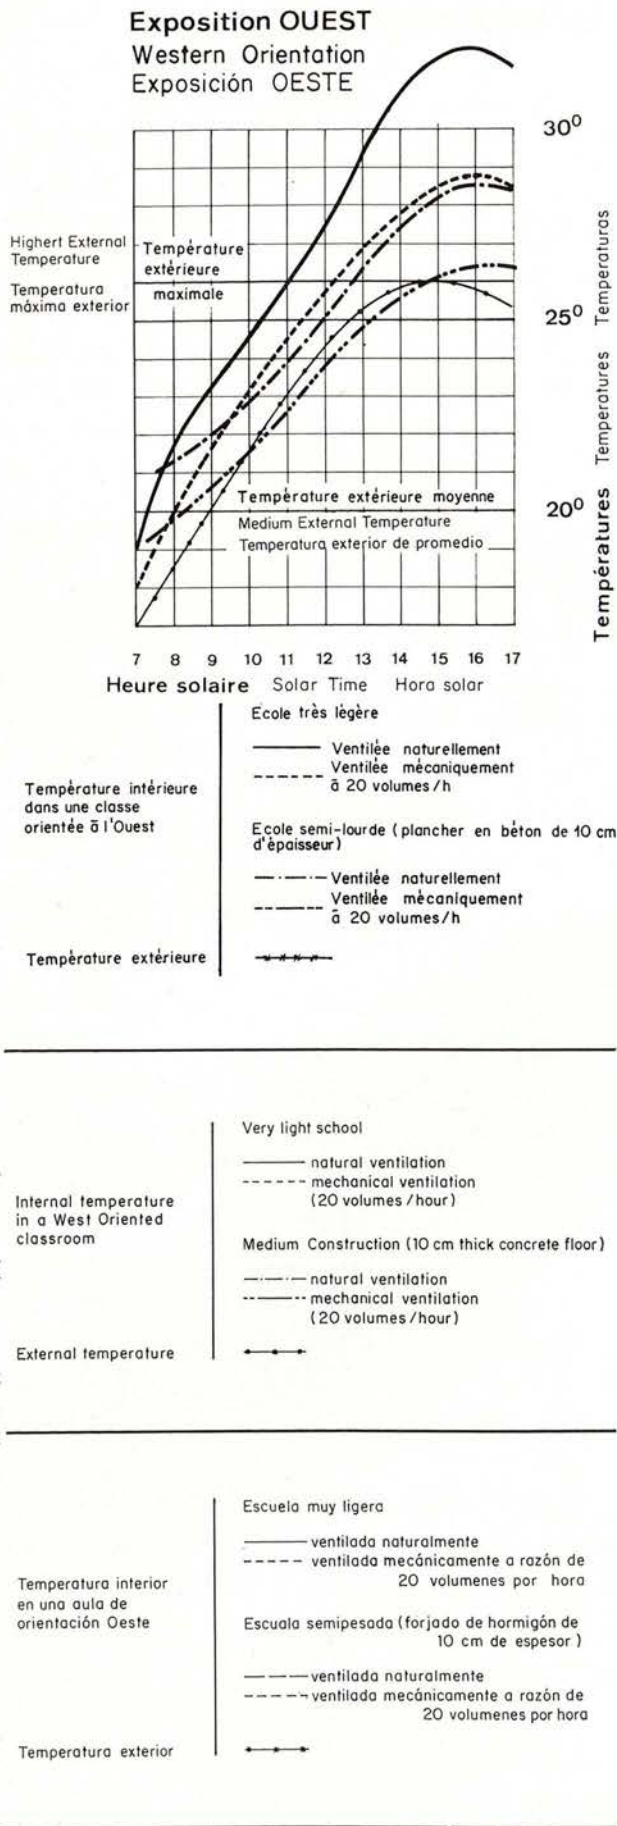 Exposition OUEST
Western Orientation
Exposición OESTE
30⁰
Highert External
Temperature
Temperatura
máxima exterior
Température
extérieure
maximale
25⁰
Température extérieure moyenne
Medium External Temperature
Temperatura exterior de promedio
20⁰
Températures Temperatures Temperaturas
7 8 9 10 11 12 13 14 15 16 17
Heure solaire Solar Time Hora solar
Température intérieure
dans une classe
orientée à l'Ouest
Ecole très légère
Ventilée naturellement
Ventilée mècaniquement
à 20 volumes/h
Ecole semi-lourde (plancher en béton de 10 cm
d'épaisseur)
Ventilée naturellement
Ventilée mècaniquement
à 20 volumes/h
Température extérieure
Internal temperature
in a West Oriented
classroom
Very light school
natural ventilation
mechanical ventilation
(20 volumes/hour)
Medium Construction (10 cm thick concrete floor)
natural ventilation
mechanical ventilation
(20 volumes/hour)
External temperature
Temperatura interior
en una aula de
orientación Oeste
Escuela muy ligera
ventilada naturalmente
ventilada mecánicamente a razón de
20 volumenes por hora
Escuala semipesada (forjado de hormigón de
10 cm de espesor)
ventilada naturalmente
ventilada mecánicamente a razón de
20 volumenes por hora
Temperatura exterior